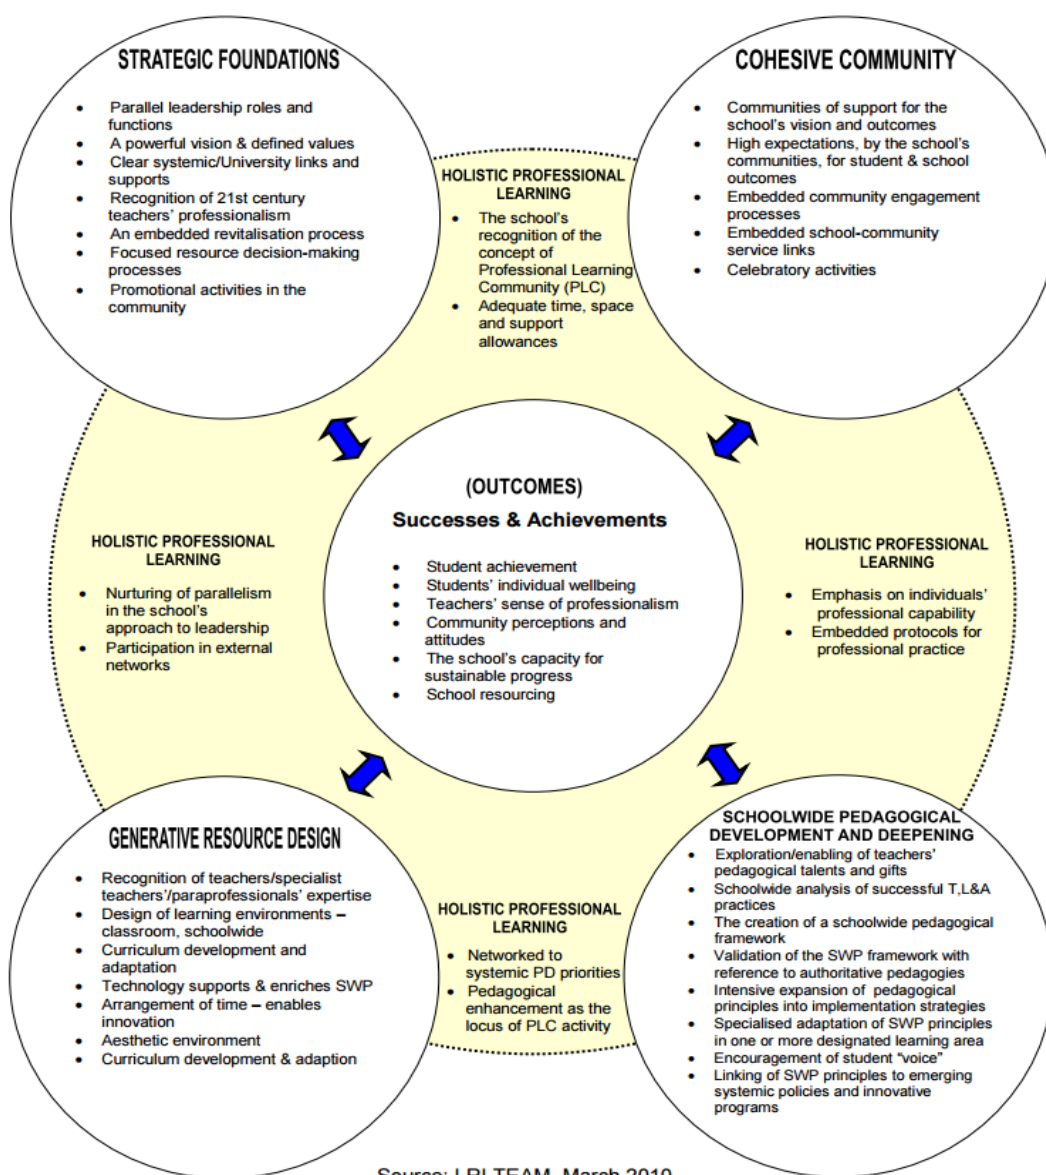 STRATEGIC FOUNDATIONS
• Parallel leadership roles and
functions
• A powerful vision & defined values
• Clear systemic/University links and
supports
• Recognition of 21st century
teachers' professionalism
• An embedded revitalisation process
• Focused resource decision-making
processes
• Promotional activities in the
community
COHESIVE COMMUNITY
• Communities of support for the
school's vision and outcomes
• High expectations, by the school's
communities, for student & school
outcomes
• Embedded community engagement
processes
• Embedded school-community
service links
• Celebratory activities
HOLISTIC PROFESSIONAL
LEARNING
• The school's
recognition of the
concept of
Professional Learning
Community (PLC)
• Adequate time, space
and support
allowances
(OUTCOMES)
Successes & Achievements
• Student achievement
• Students' individual wellbeing
• Teachers' sense of professionalism
• Community perceptions and
attitudes
• The school's capacity for
sustainable progress
• School resourcing
HOLISTIC PROFESSIONAL
LEARNING
• Nurturing of parallelism
in the school's
approach to leadership
• Participation in external
networks
HOLISTIC PROFESSIONAL
LEARNING
• Emphasis on individuals'
professional capability
• Embedded protocols for
professional practice
GENERATIVE RESOURCE DESIGN
• Recognition of teachers/specialist
teachers'/paraprofessionals' expertise
• Design of learning environments –
classroom, schoolwide
• Curriculum development and
adaptation
• Technology supports & enriches SWP
• Arrangement of time – enables
innovation
• Aesthetic environment
• Curriculum development & adaption
HOLISTIC PROFESSIONAL
LEARNING
• Networked to
systemic PD priorities
• Pedagogical
enhancement as the
locus of PLC activity
SCHOOLWIDE PEDAGOGICAL
DEVELOPMENT AND DEEPENING
• Exploration/enabling of teachers'
pedagogical talents and gifts
• Schoolwide analysis of successful T,L&A
practices
• The creation of a schoolwide pedagogical
framework
• Validation of the SWP framework with
reference to authoritative pedagogies
• Intensive expansion of pedagogical
principles into implementation strategies
• Specialised adaptation of SWP principles
in one or more designated learning area
• Encouragement of student "voice"
• Linking of SWP principles to emerging
systemic policies and innovative
programs
Source: LRI TEAM, March 2010